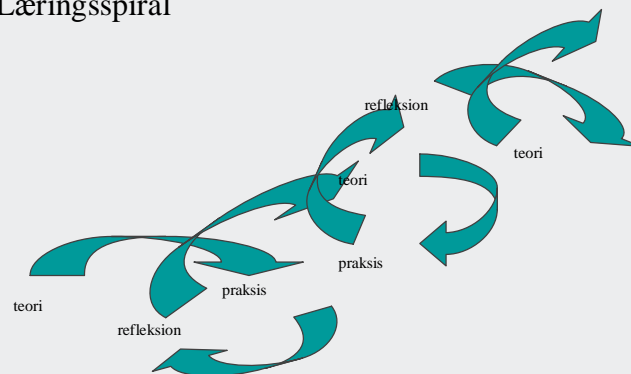 Læringsspiral
refleksion
teori
teori
praksis
praksis
teori
refleksion